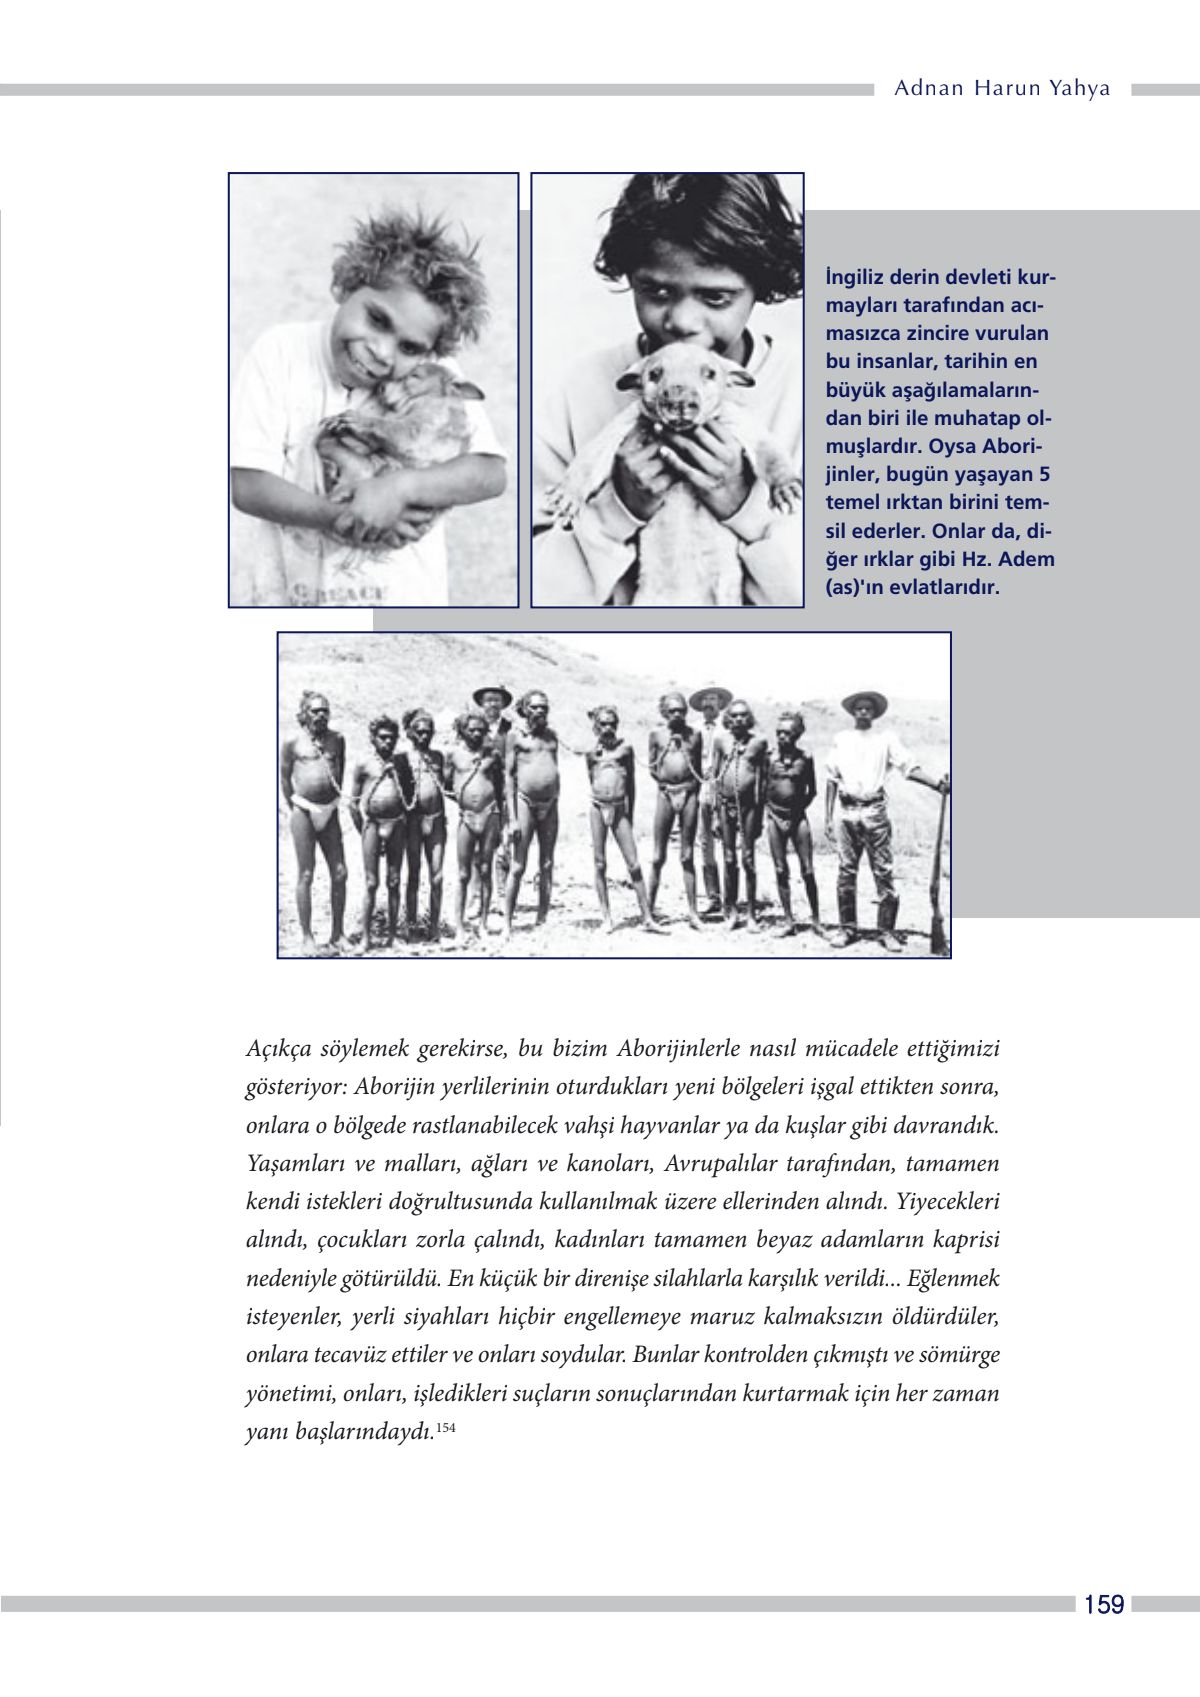 Adnan Harun Yahya
İngiliz derin devleti kur-
mayları tarafından acı-
masızca zincire vurulan
bu insanlar, tarihin en
büyük aşağılamaların-
dan biri ile muhatap ol-
muşlardır. Oysa Abori-
jinler, bugün yaşayan 5
temel ırktan birini tem-
sil ederler. Onlar da, di-
ğer ırklar gibi Hz. Adem
(as)'ın evlatlarıdır.
Açıkça söylemek gerekirse, bu bizim Aborijinlerle nasıl mücadele ettiğimizi
gösteriyor: Aborijin yerlilerinin oturdukları yeni bölgeleri işgal ettikten sonra,
onlara o bölgede rastlanabilecek vahşi hayvanlar ya da kuşlar gibi davrandık.
Yaşamları ve malları, ağları ve kanoları, Avrupalılar tarafından, tamamen
kendi istekleri doğrultusunda kullanılmak üzere ellerinden alındı. Yiyecekleri
alındı, çocukları zorla çalındı, kadınları tamamen beyaz adamların kaprisi
nedeniyle götürüldü. En küçük bir direnişe silahlarla karşılık verildi... Eğlenmek
isteyenler, yerli siyahları hiçbir engellemeye maruz kalmaksızın öldürdüler,
onlara tecavüz ettiler ve onları soydular. Bunlar kontrolden çıkmıştı ve sömürge
yönetimi, onları, işledikleri suçların sonuçlarından kurtarmak için her zaman
yanı başlarındaydı.154
159